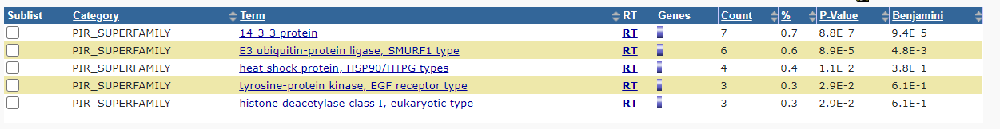 Sublist Category Term RT Genes Count % P-Value Benjamini
PIR_SUPERFAMILY 14-3-3 protein RT 7 0.7 8.8E-7 9.4E-5
PIR_SUPERFAMILY E3 ubiquitin-protein ligase, SMURF1 type RT 6 0.6 8.9E-5 4.8E-3
PIR_SUPERFAMILY heat shock protein, HSP90/HTPG types RT 4 0.4 1.1E-2 3.8E-1
PIR_SUPERFAMILY tyrosine-protein kinase, EGF receptor type RT 3 0.3 2.9E-2 6.1E-1
PIR_SUPERFAMILY histone deacetylase class I, eukaryotic type RT 3 0.3 2.9E-2 6.1E-1